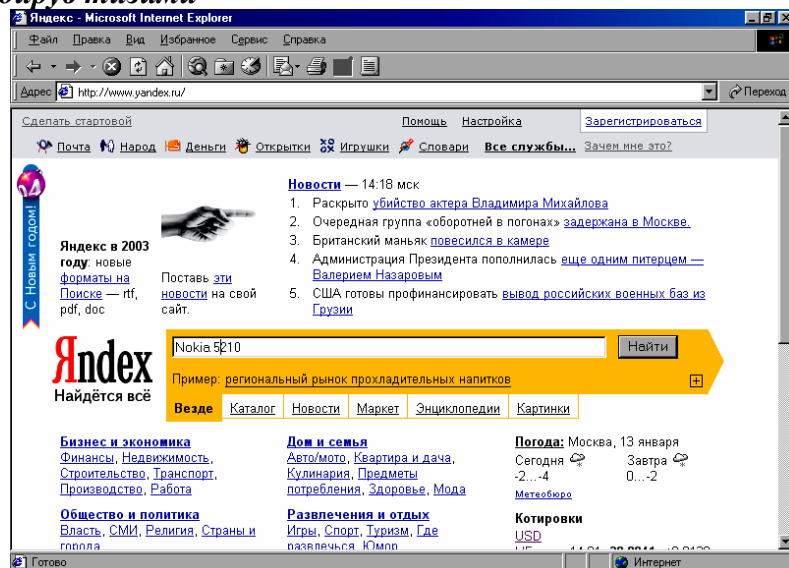 Яндекс - Microsoft Internet Explorer
Файл Правка Вид Избранное Сервис Справка
Адрес http://www.yandex.ru/ Переход
Сделать стартовой Помощь Настройка Зарегистрироваться
Почта Народ Деньги Открытки Игрушки Словари Все службы... Зачем мне это?
04
С Новым годом!
Яндекс в 2003
году: новые
форматы на
Поиске — rtf,
pdf, doc
Поставь эти
новости на свой
сайт.
Новости — 14:18 мск
1. Раскрыто убийство актера Владимира Михайлова
2. Очередная группа «оборотней в погонах» задержана в Москве.
3. Британский маньяк повесился в камере
4. Администрация Президента пополнилась еще одним питерцем —
Валерием Назаровым
5. США готовы профинансировать вывод российских военных баз из
Грузии
Яndex
Найдётся всё
Nokia 5210 Найти
Пример: региональный рынок прохладительных напитков
Везде Каталог Новости Маркет Энциклопедии Картинки
Бизнес и экономика
Финансы, Недвижимость,
Строительство, Транспорт,
Производство, Работа
Дом и семья
Авто/мото, Квартира и дача,
Кулинария, Предметы
потребления, Здоровье, Мода
Погода: Москва, 13 января
Сегодня Завтра
-2...-4 0...-2
Метеобюро
Общество и политика
Власть, СМИ, Религия, Страны и
города
Развлечения и отдых
Игры, Спорт, Туризм, Где
развлечься, Юмор
Котировки
USD
Готово Интернет